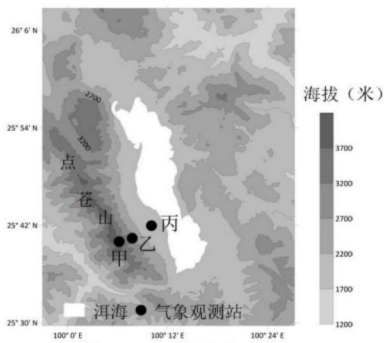 26° 6′ N
海拔（米）
2700
25° 54′ N
3700
3200
点
3200
苍
2700
山
丙
25° 42′ N
乙
2200
甲
1700
洱海
气象观测站
1200
25° 30′ N
100° 0′ E
100° 12′ E
100° 24′ E